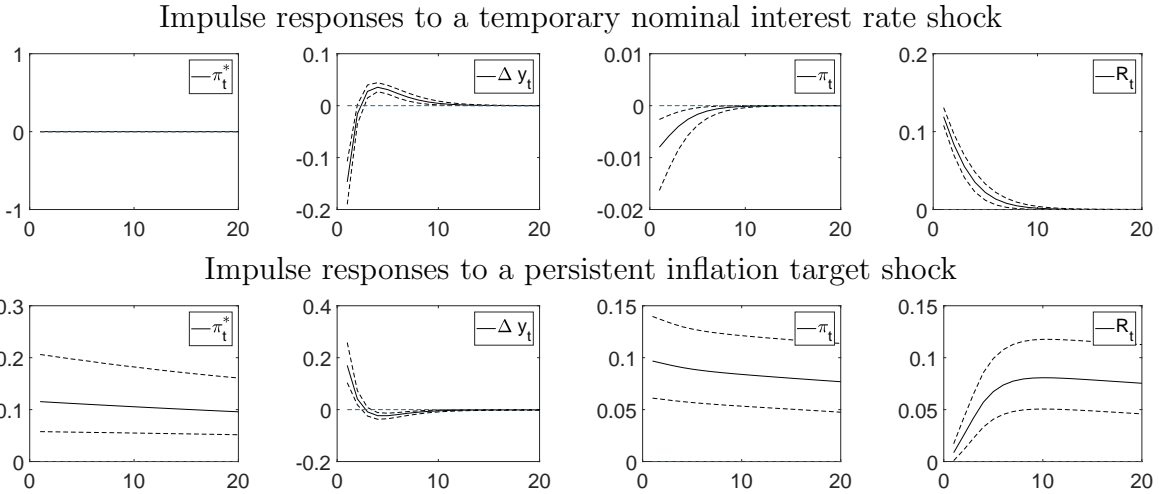 Impulse responses to a temporary nominal interest rate shock
1
0
-1
0 10 20
π*t
0.1
0
-0.1
-0.2
0 10 20
Δ yt
0.01
0
-0.01
-0.02
0 10 20
πt
0.2
0.1
0
0 10 20
Rt
Impulse responses to a persistent inflation target shock
0.3
0.2
0.1
0
0 10 20
π*t
0.4
0.2
0
-0.2
0 10 20
Δ yt
0.15
0.1
0.05
0
0 10 20
πt
0.15
0.1
0.05
0
0 10 20
Rt